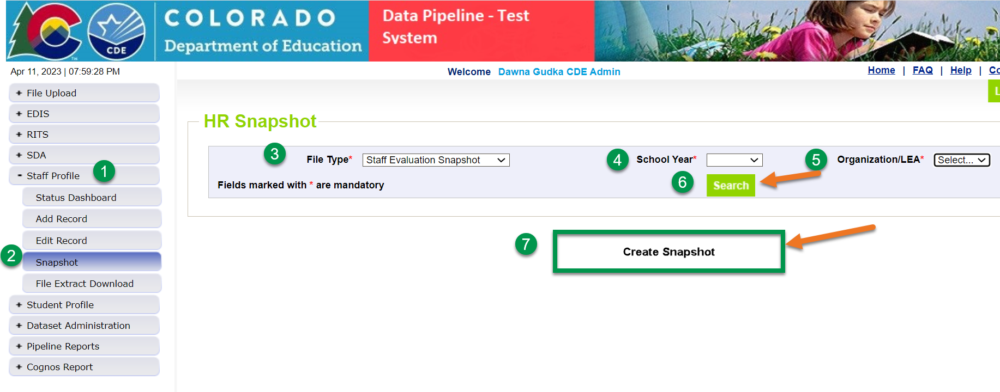 COLORADO
Department of Education
CDE
TM
Data Pipeline - Test
System
Apr 11, 2023 | 07:59:28 PM
Welcome Dawna Gudka CDE Admin
Home | FAQ | Help | Co
L
+ File Upload
+ EDIS
+ RITS
+ SDA
- Staff Profile 1
Status Dashboard
Add Record
Edit Record
2 Snapshot
File Extract Download
+ Student Profile
+ Dataset Administration
+ Pipeline Reports
+ Cognos Report
HR Snapshot
3 File Type* Staff Evaluation Snapshot 4 School Year* 5 Organization/LEA* Select...
Fields marked with * are mandatory 6 Search
7 Create Snapshot